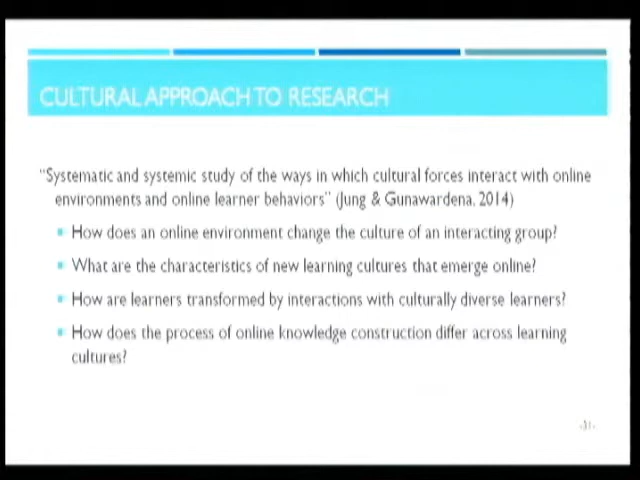 CULTURAL APPROACH TO RESEARCH
"Systematic and systemic study of the ways in which cultural forces interact with online
environments and online learner behaviors" (Jung & Gunawardena, 2014)
How does an online environment change the culture of an interacting group?
What are the characteristics of new learning cultures that emerge online?
How are learners transformed by interactions with culturally diverse learners?
How does the process of online knowledge construction differ across learning
cultures?
-31-